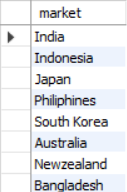 market
India
Indonesia
Japan
Philiphines
South Korea
Australia
Newzealand
Bangladesh